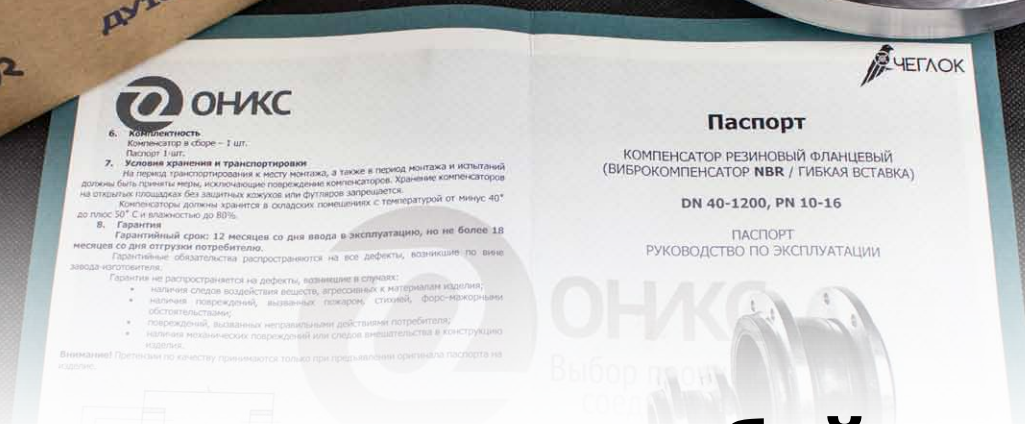 ОНИКС
6. Комплектность
Компенсатор в сборе – 1 шт.
Паспорт 1-шт.
7. Условия хранения и транспортировки
На период транспортирования к месту монтажа, а также в период монтажа и испытаний
должны быть приняты меры, исключающие повреждение компенсаторов. Хранение компенсаторов
на открытых площадках без защитных кожухов или футляров запрещается.
Компенсаторы должны хранится в складских помещениях с температурой от минус 40°
до плюс 50° С и влажностью до 80%.
8. Гарантия
Гарантийный срок: 12 месяцев со дня ввода в эксплуатацию, но не более 18
месяцев со дня отгрузки потребителю.
Гарантийные обязательства распространяются на все дефекты, возникшие по вине
завода-изготовителя.
Гарантия не распространяется на дефекты, возникшие в случаях:
• наличия следов воздействия веществ, агрессивных к материалам изделия;
• наличия повреждений, вызванных пожаром, стихией, форс-мажорными
обстоятельствами;
• повреждений, вызванных неправильными действиями потребителя;
• наличия механических повреждений или следов вмешательства в конструкцию
изделия.
Внимание! Претензии по качеству принимаются только при предъявлении оригинала паспорта на
изделие.
ЧЕГЛОК
Паспорт
КОМПЕНСАТОР РЕЗИНОВЫЙ ФЛАНЦЕВЫЙ
(ВИБРОКОМПЕНСАТОР NBR / ГИБКАЯ ВСТАВКА)
DN 40-1200, PN 10-16
ПАСПОРТ
РУКОВОДСТВО ПО ЭКСПЛУАТАЦИИ
ОНИКС
Выбор